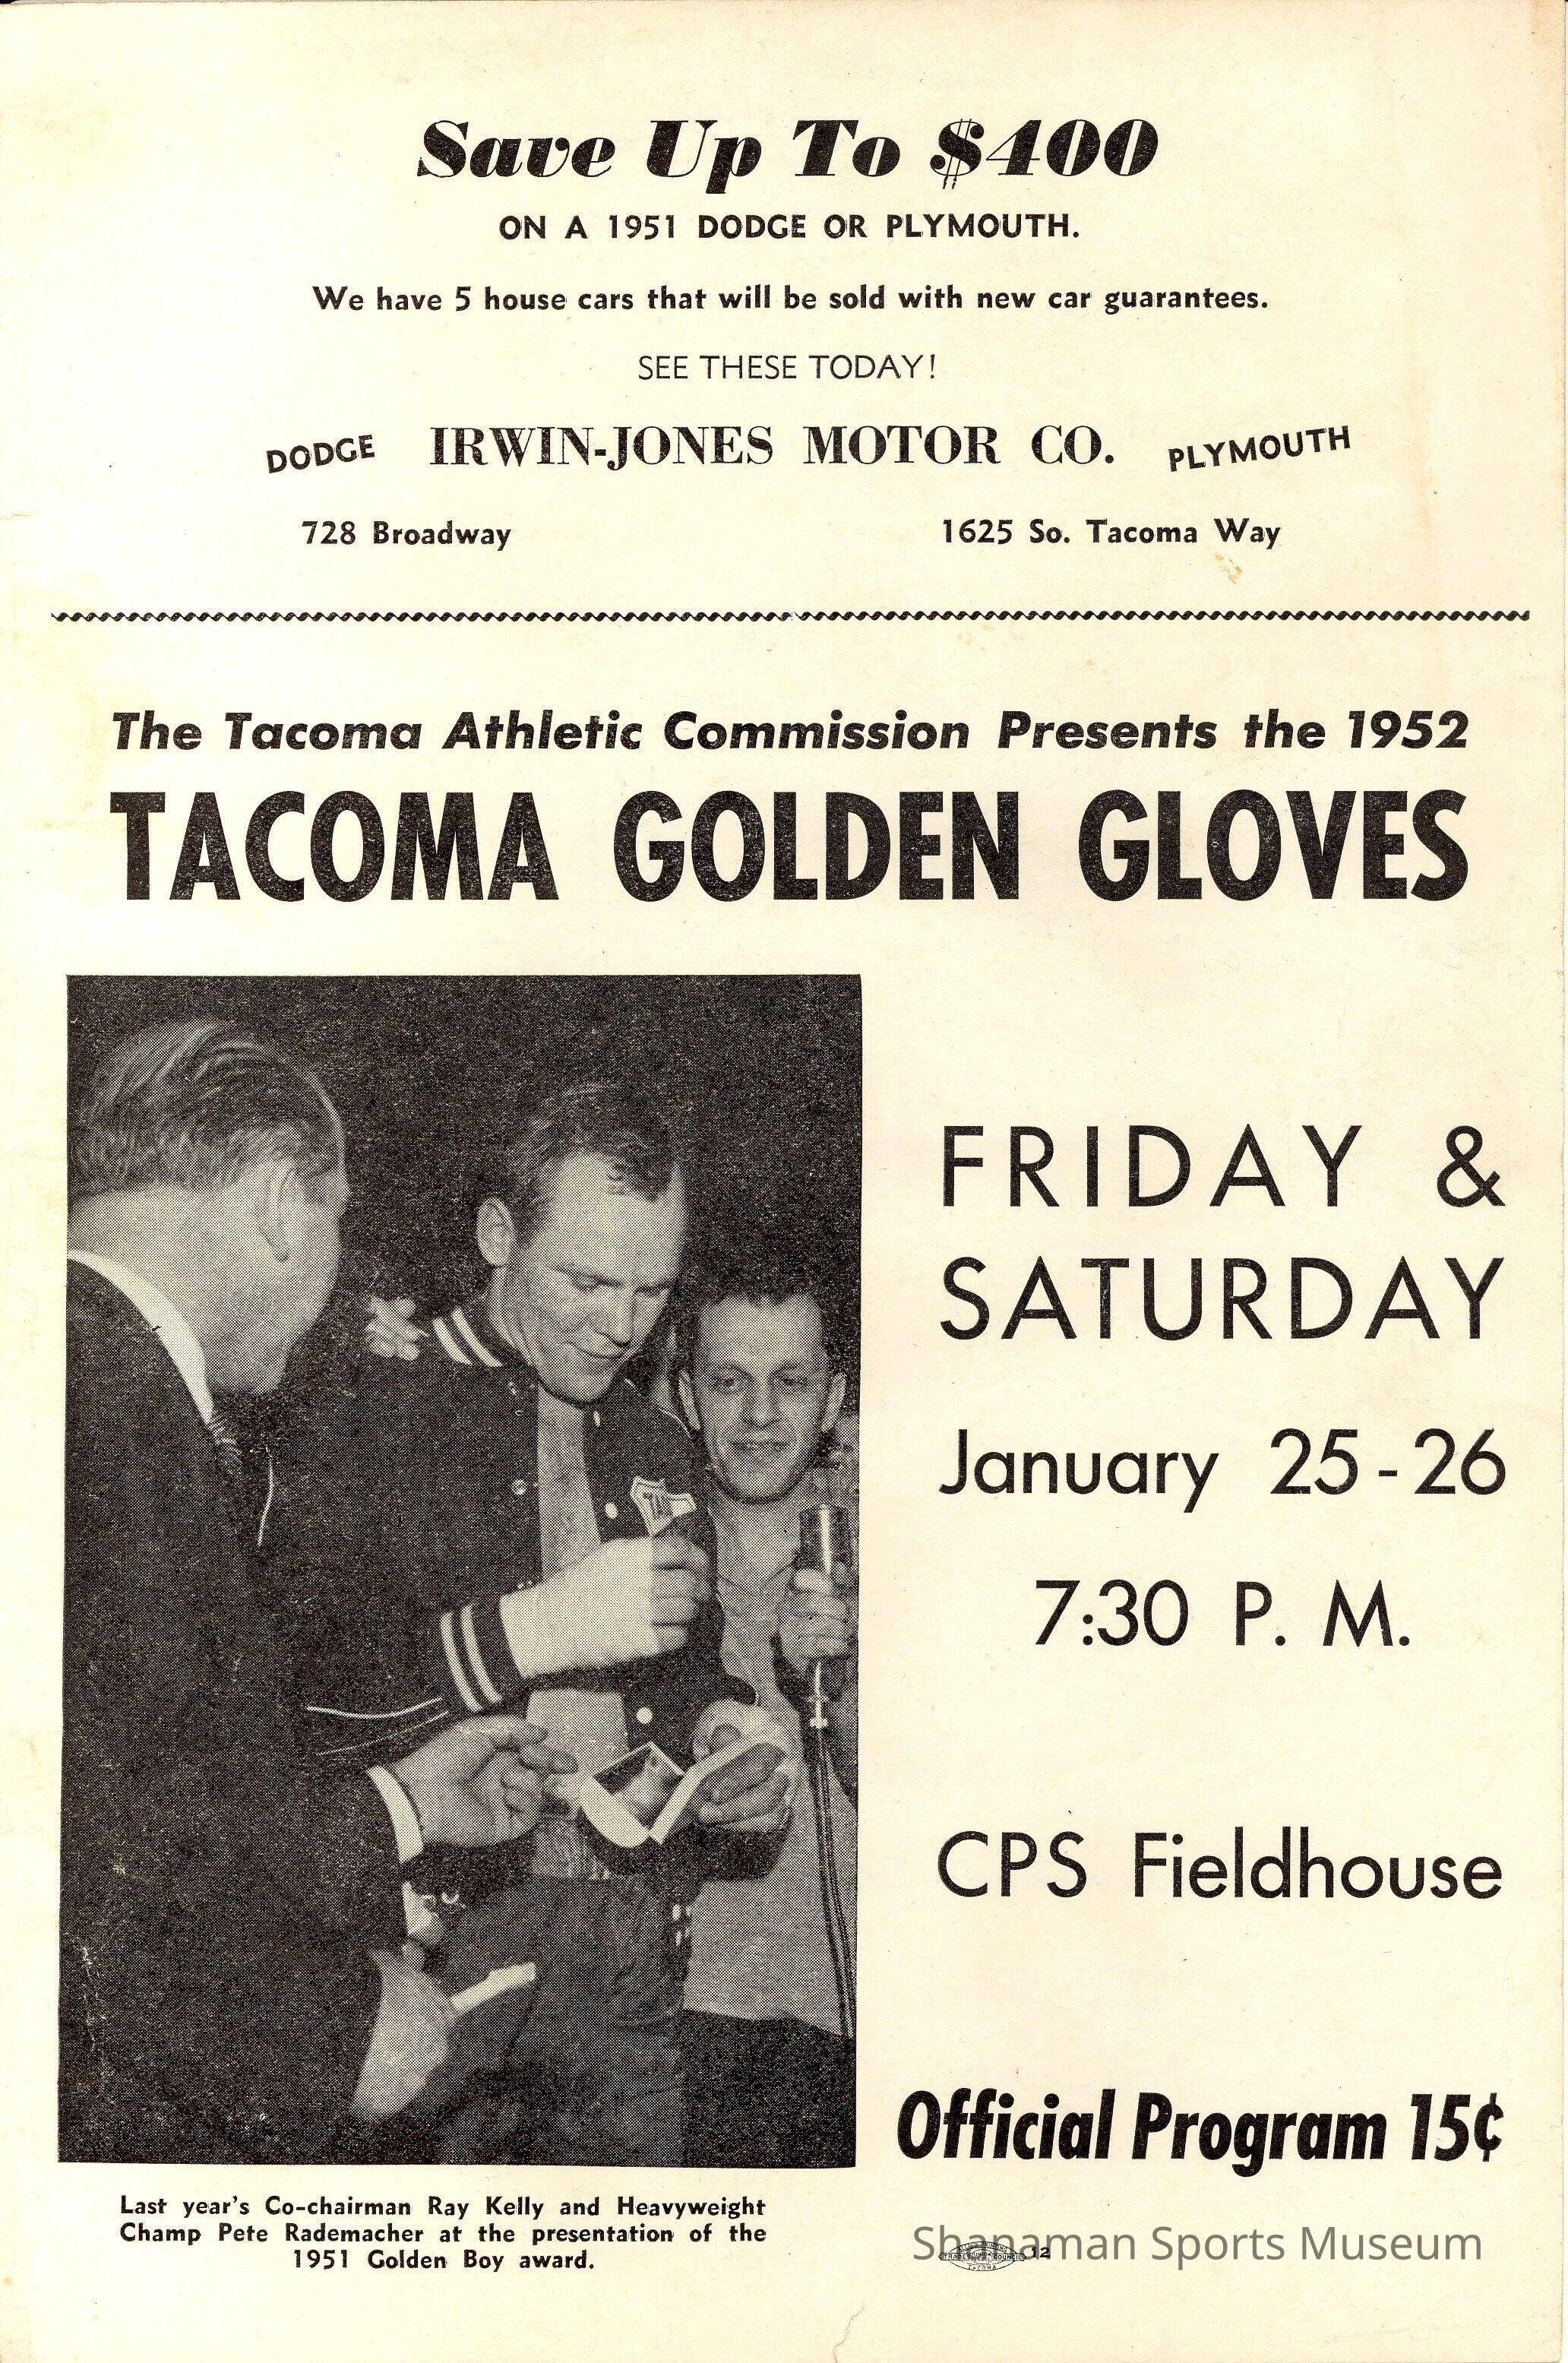 Save Up To $400
ON A 1951 DODGE OR PLYMOUTH.
We have 5 house cars that will be sold with new car guarantees.
SEE THESE TODAY!
DODGE IRWIN-JONES MOTOR CO. PLYMOUTH
728 Broadway 1625 So. Tacoma Way
The Tacoma Athletic Commission Presents the 1952
TACOMA GOLDEN GLOVES
FRIDAY &
SATURDAY
January 25-26
7:30 P. M.
CPS Fieldhouse
Official Program 15¢
Last year's Co-chairman Ray Kelly and Heavyweight
Champ Pete Rademacher at the presentation of the
1951 Golden Boy award.
Shanaman Sports Museum
TACOMA
12